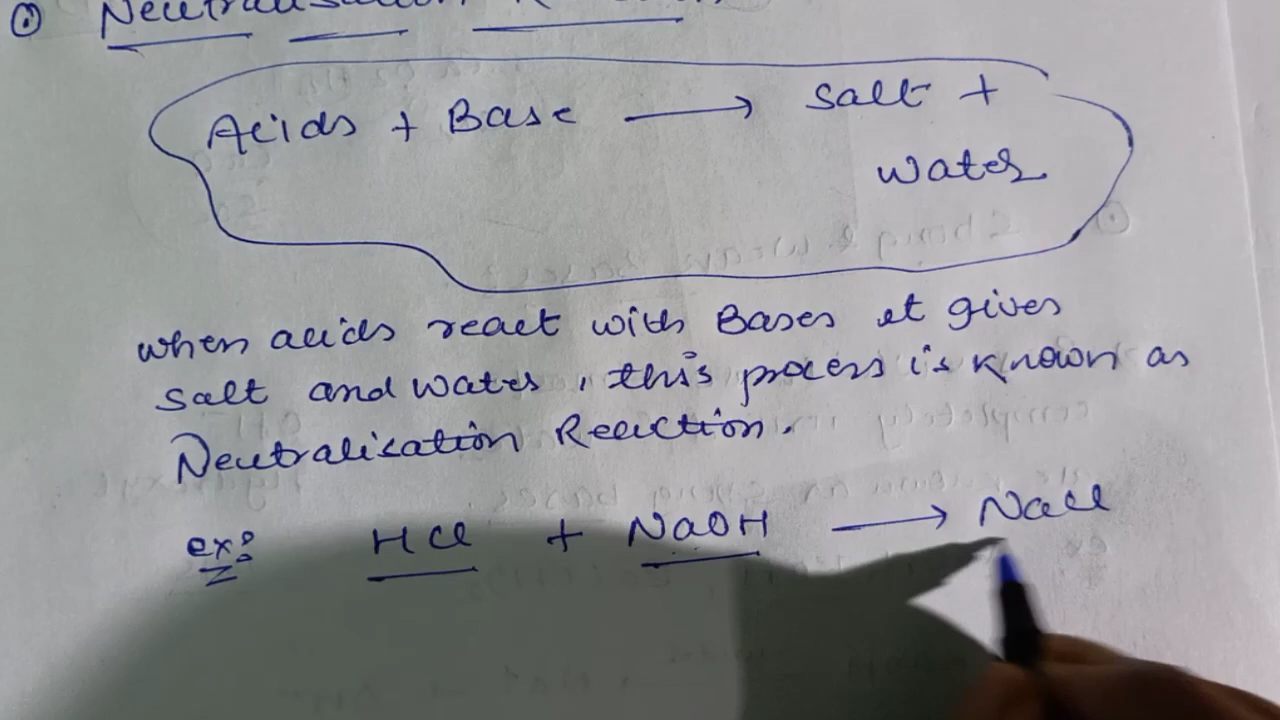 Neutralisation
Acids + Base → Salt +
Water
When acids react with Bases it gives
Salt and Water, this process is known as
Neutralisation Reaction.
ex: HCl + NaOH → NaCl